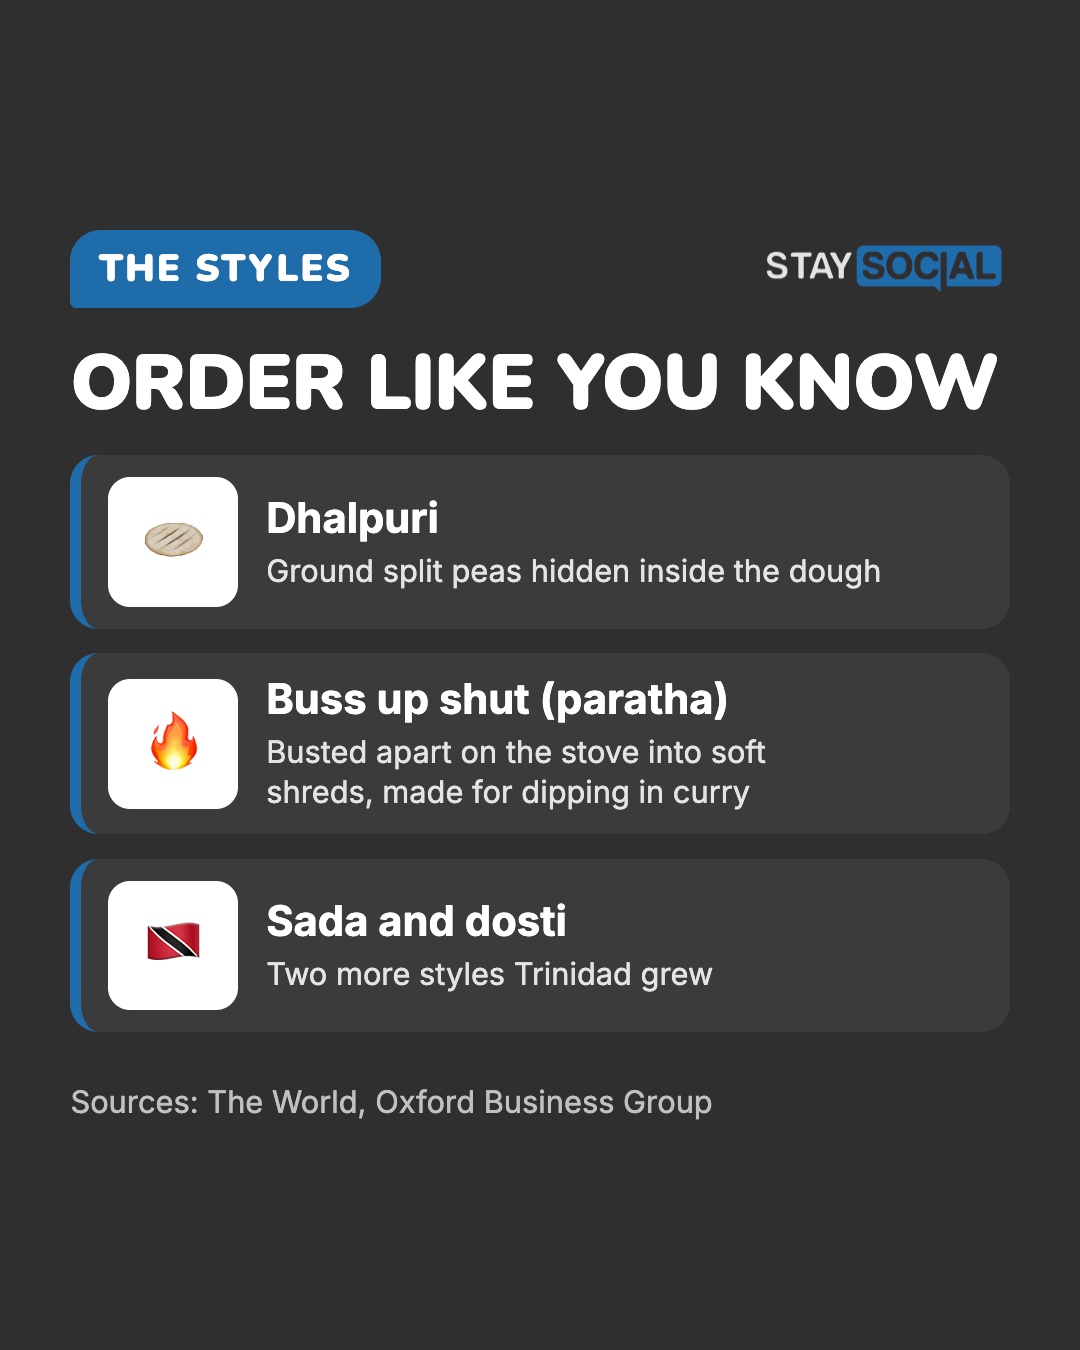 THE STYLES
STAY SOCIAL
ORDER LIKE YOU KNOW
Dhalpuri
Ground split peas hidden inside the dough
Buss up shut (paratha)
Busted apart on the stove into soft
shreds, made for dipping in curry
Sada and dosti
Two more styles Trinidad grew
Sources: The World, Oxford Business Group